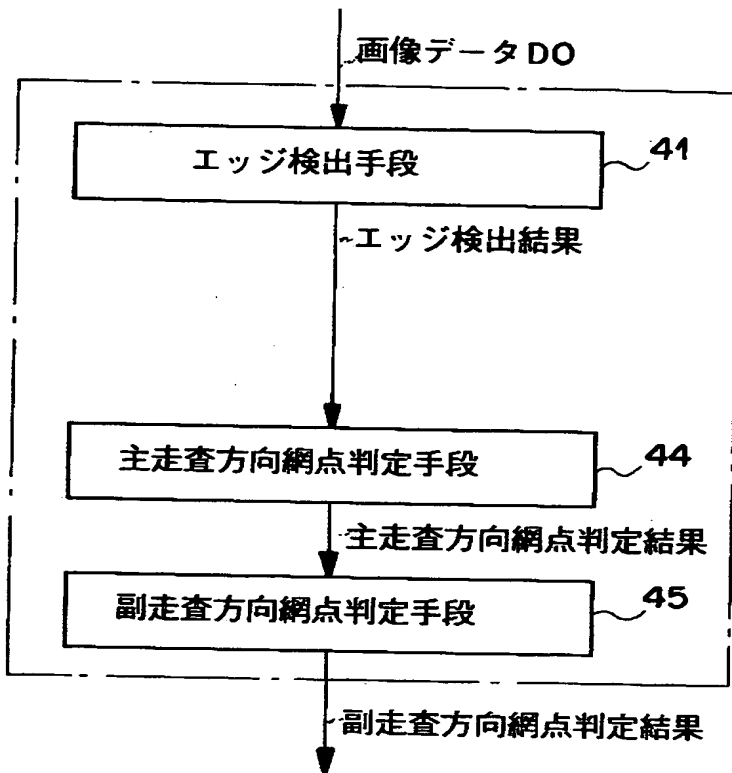 画像データDO
エッジ検出手段
41
エッジ検出結果
主走査方向網点判定手段
44
主走査方向網点判定結果
副走査方向網点判定手段
45
副走査方向網点判定結果